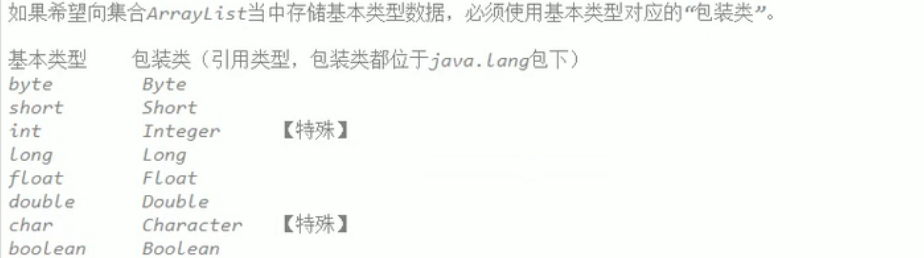 如果希望向集合ArrayList当中存储基本类型数据，必须使用基本类型对应的“包装类”。
基本类型 包装类（引用类型，包装类都位于java.lang包下）
byte Byte
short Short
int Integer 【特殊】
long Long
float Float
double Double
char Character 【特殊】
boolean Boolean